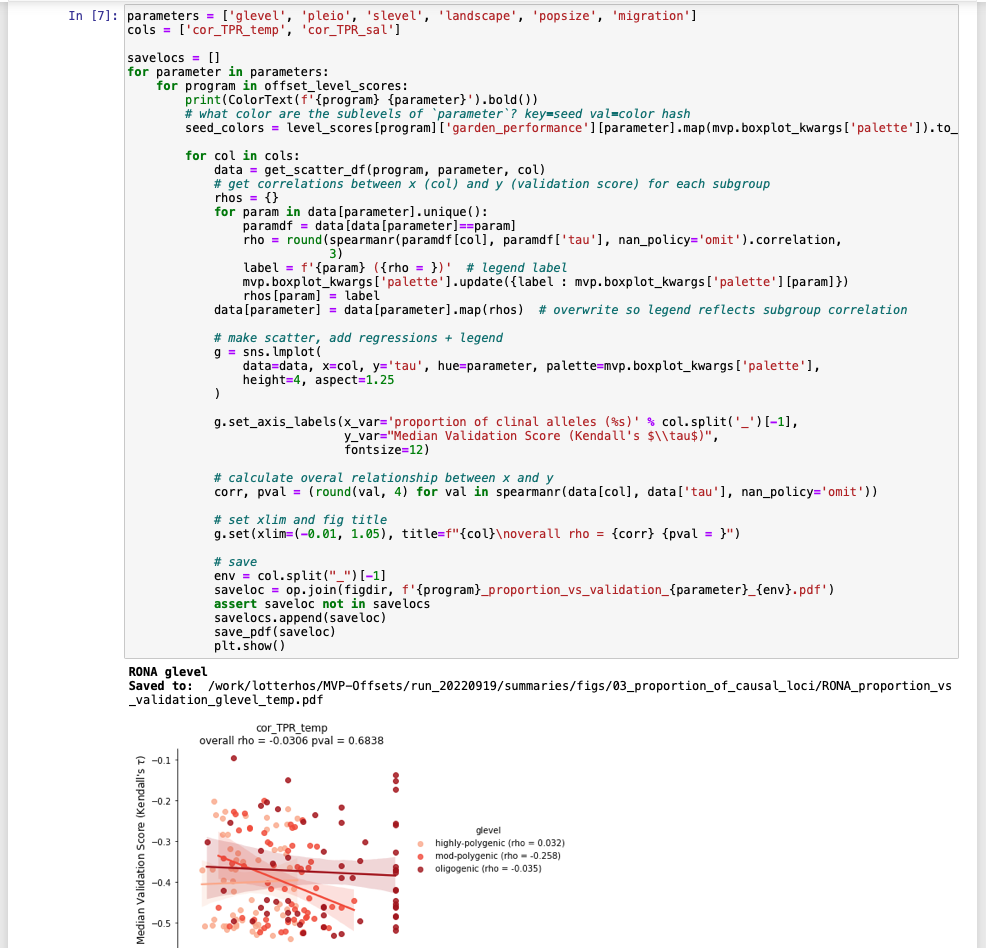 In [7]: parameters = ['glevel', 'pleio', 'slevel', 'landscape', 'popsize', 'migration']
cols = ['cor_TPR_temp', 'cor_TPR_sal']

savelocs = []
for parameter in parameters:
    for program in offset_level_scores:
        print(ColorText(f'{program} {parameter}').bold())
        # what color are the sublevels of `parameter`? key=seed val=color hash
        seed_colors = level_scores[program]['garden_performance'][parameter].map(mvp.boxplot_kwargs['palette']).to_

        for col in cols:
            data = get_scatter_df(program, parameter, col)
            # get correlations between x (col) and y (validation score) for each subgroup
            rhos = {}
            for param in data[parameter].unique():
                paramdf = data[data[parameter]==param]
                rho = round(spearmanr(paramdf[col], paramdf['tau'], nan_policy='omit').correlation,
                            3)
                label = f'{param} ({rho = })'  # legend label
                mvp.boxplot_kwargs['palette'].update({label : mvp.boxplot_kwargs['palette'][param]})
                rhos[param] = label
            data[parameter] = data[parameter].map(rhos)  # overwrite so legend reflects subgroup correlation

            # make scatter, add regressions + legend
            g = sns.lmplot(
                data=data, x=col, y='tau', hue=parameter, palette=mvp.boxplot_kwargs['palette'],
                height=4, aspect=1.25
            )

            g.set_axis_labels(x_var='proportion of clinal alleles (%s)' % col.split('_')[-1],
                              y_var="Median Validation Score (Kendall's $\\tau$)",
                              fontsize=12)

            # calculate overal relationship between x and y
            corr, pval = (round(val, 4) for val in spearmanr(data[col], data['tau'], nan_policy='omit'))

            # set xlim and fig title
            g.set(xlim=(-0.01, 1.05), title=f"{col}\noverall rho = {corr} {pval = }")

            # save
            env = col.split("_")[-1]
            saveloc = op.join(figdir, f'{program}_proportion_vs_validation_{parameter}_{env}.pdf')
            assert saveloc not in savelocs
            savelocs.append(saveloc)
            save_pdf(saveloc)
            plt.show()

RONA glevel
Saved to:  /work/lotterhos/MVP-Offsets/run_20220919/summaries/figs/03_proportion_of_causal_loci/RONA_proportion_vs
_validation_glevel_temp.pdf
cor_TPR_temp
overall rho = -0.0306 pval = 0.6838
Median Validation Score (Kendall's τ)
−0.1
−0.2
−0.3
−0.4
−0.5
glevel
highly-polygenic (rho = 0.032)
mod-polygenic (rho = -0.258)
oligogenic (rho = -0.035)